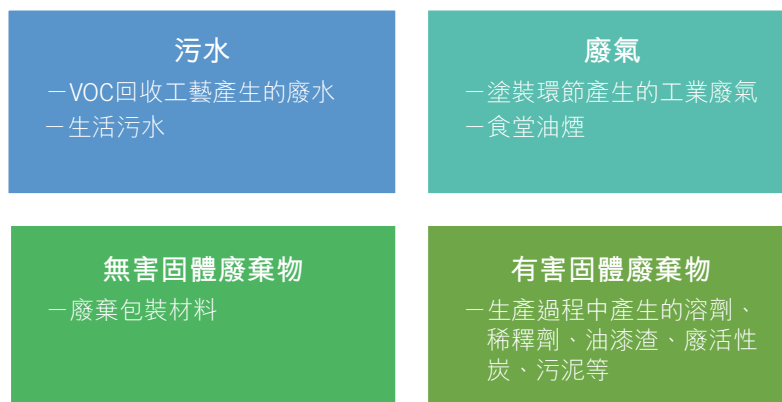 污水
－VOC回收工藝產生的廢水
－生活污水
廢氣
－塗裝環節產生的工業廢氣
－食堂油煙
無害固體廢棄物
－廢棄包裝材料
有害固體廢棄物
－生產過程中產生的溶劑、
稀釋劑、油漆渣、廢活性
炭、污泥等